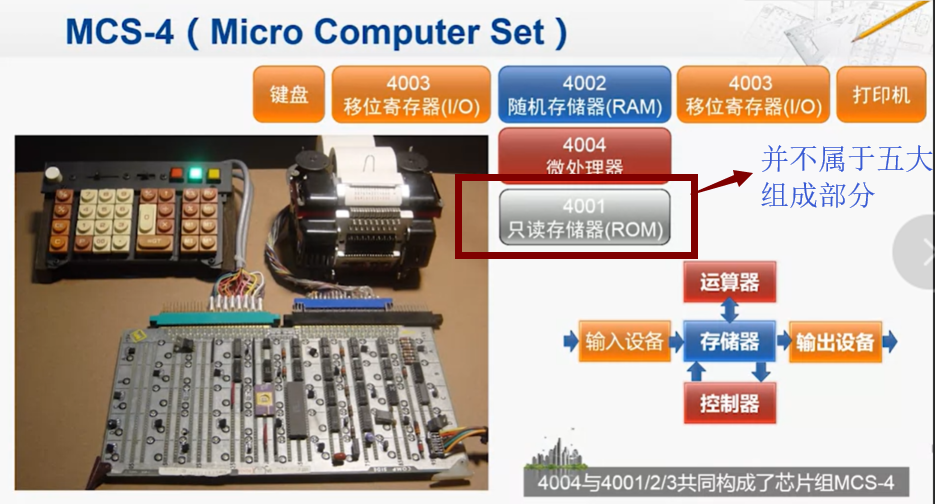 MCS-4（Micro Computer Set）
键盘
4003
移位寄存器(I/O)
4002
随机存储器(RAM)
4003
移位寄存器(I/O)
打印机
4004
微处理器
4001
只读存储器(ROM)
并不属于五大
组成部分
运算器
输入设备
存储器
输出设备
控制器
4004与4001/2/3共同构成了芯片组MCS-4